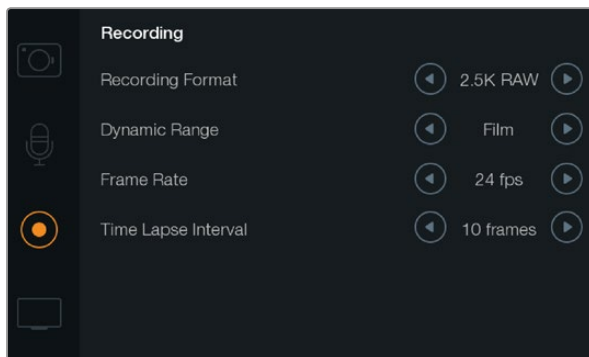 Recording
Recording Format 2.5K RAW
Dynamic Range Film
Frame Rate 24 fps
Time Lapse Interval 10 frames